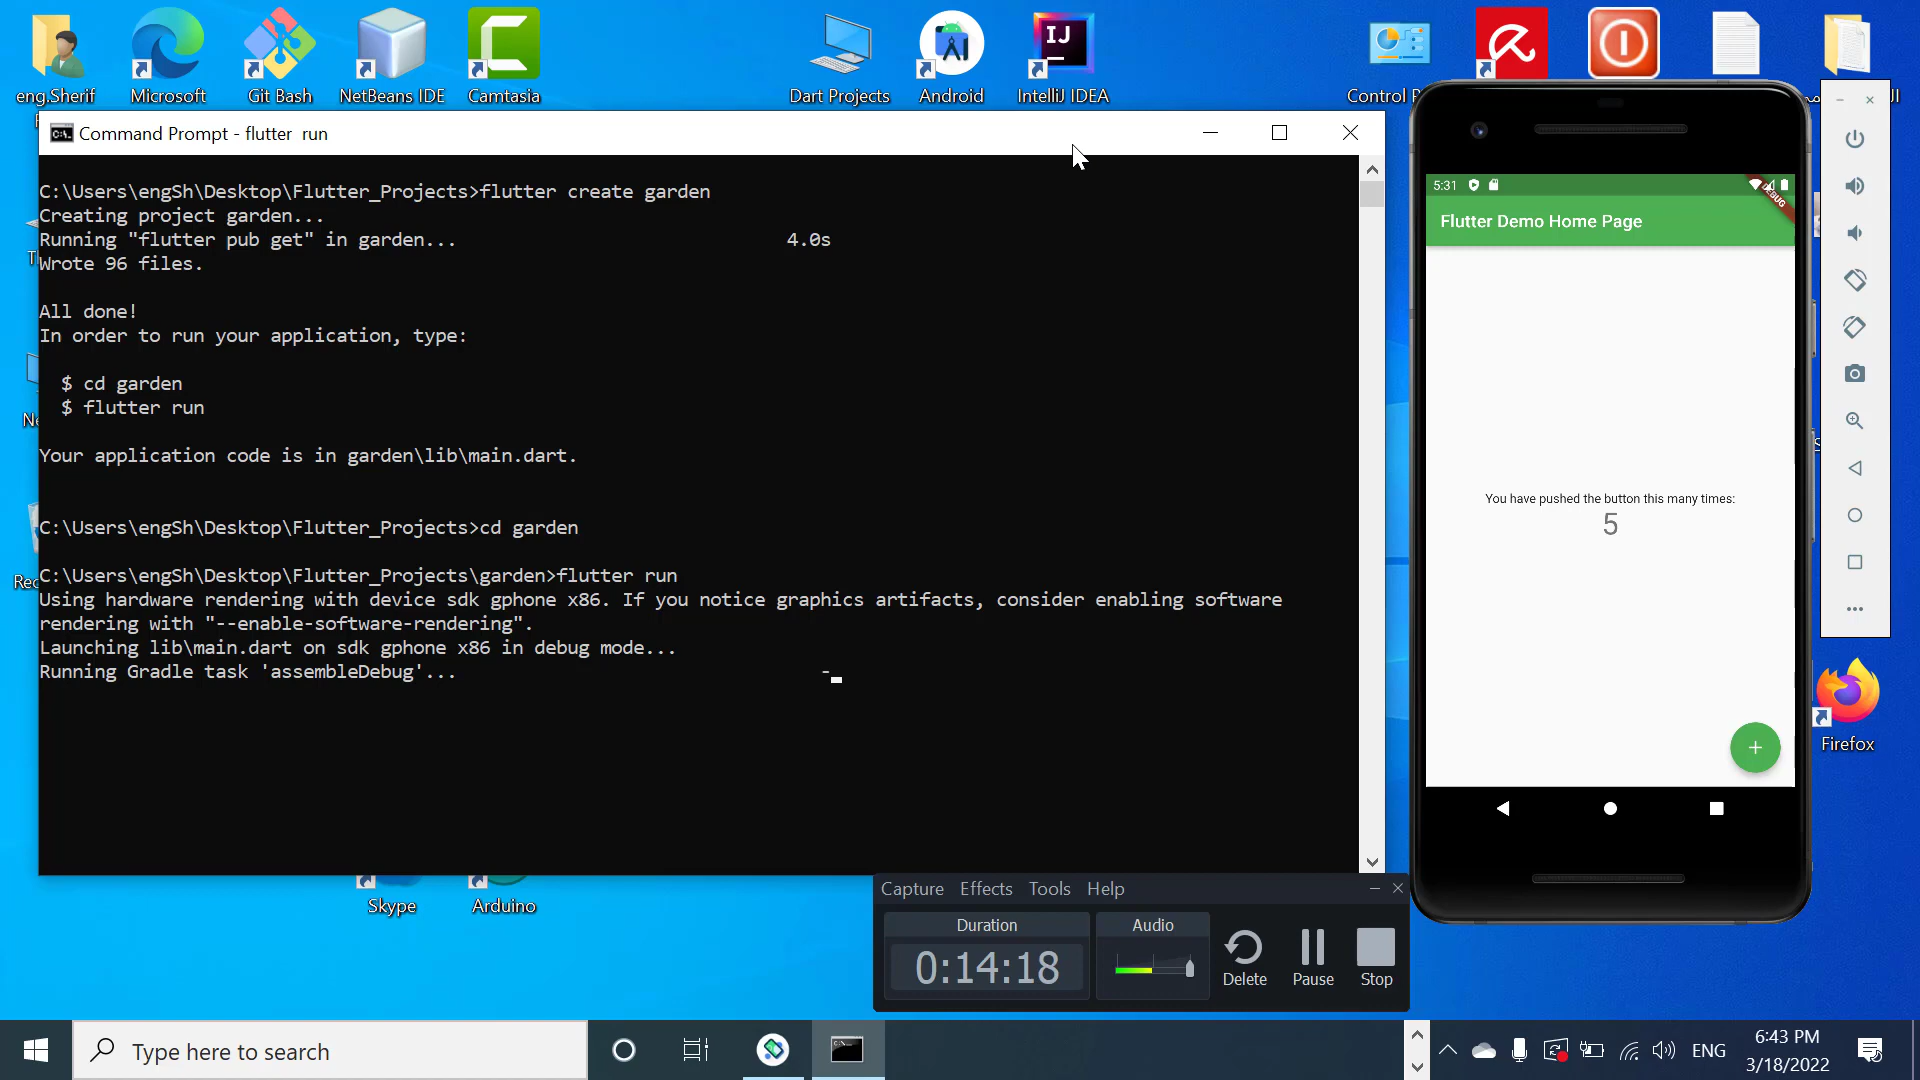 eng.Sherif
Microsoft
Git Bash
NetBeans IDE
Camtasia
Dart Projects
Android
IntelliJ IDEA
Control
Command Prompt - flutter  run
C:\Users\engSh\Desktop\Flutter_Projects>flutter create garden
Creating project garden...
Running "flutter pub get" in garden...                              4.0s
Wrote 96 files.
All done!
In order to run your application, type:
$ cd garden
$ flutter run
Your application code is in garden\lib\main.dart.
C:\Users\engSh\Desktop\Flutter_Projects>cd garden
C:\Users\engSh\Desktop\Flutter_Projects\garden>flutter run
Using hardware rendering with device sdk gphone x86. If you notice graphics artifacts, consider enabling software
rendering with "--enable-software-rendering".
Launching lib\main.dart on sdk gphone x86 in debug mode...
Running Gradle task 'assembleDebug'...                                  -
5:31
DEBUG
Flutter Demo Home Page
You have pushed the button this many times:
5
+
Firefox
Skype
Arduino
Capture Effects Tools Help
Duration
Audio
0:14:18
Delete
Pause
Stop
Type here to search
ENG
6:43 PM
3/18/2022